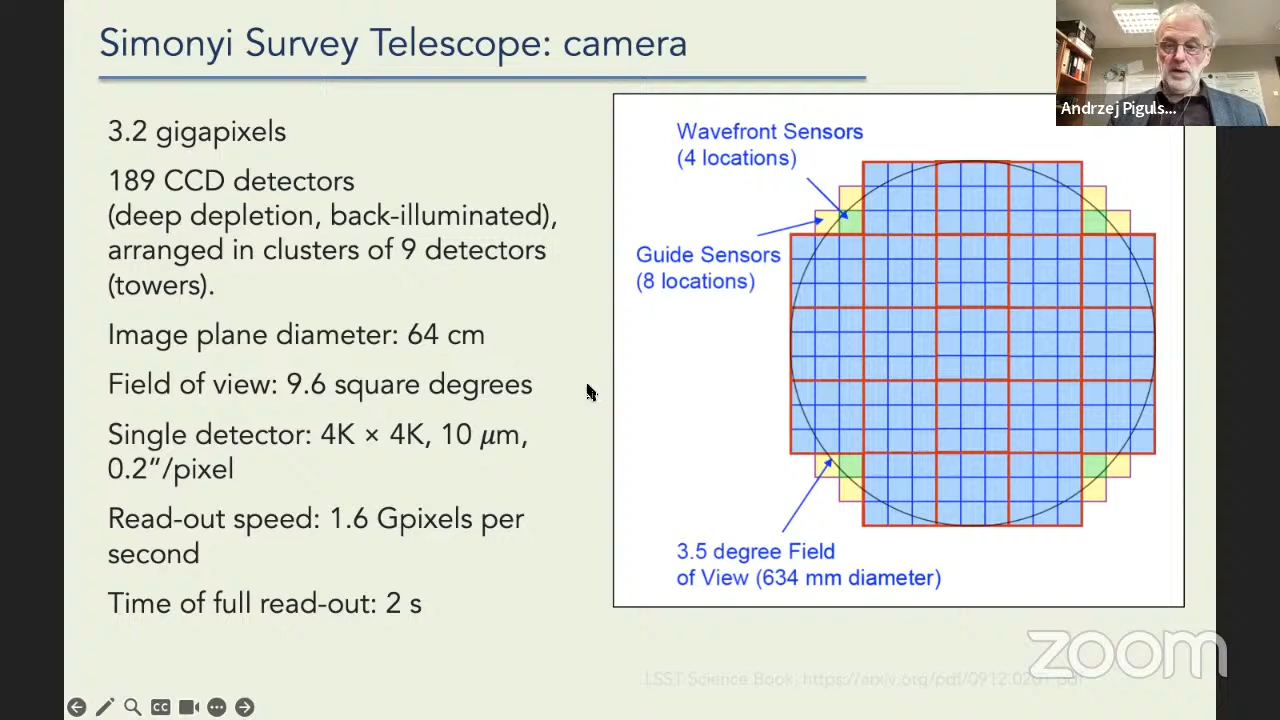 Simonyi Survey Telescope: camera
Andrzej Piguls...
3.2 gigapixels
189 CCD detectors
(deep depletion, back-illuminated),
arranged in clusters of 9 detectors
(towers).
Image plane diameter: 64 cm
Field of view: 9.6 square degrees
Single detector: 4K × 4K, 10 𝜇m,
0.2”/pixel
Read-out speed: 1.6 Gpixels per
second
Time of full read-out: 2 s
Wavefront Sensors
(4 locations)
Guide Sensors
(8 locations)
3.5 degree Field
of View (634 mm diameter)
zoom
LSST Science Book, https://arxiv.org/pdf/0912.0201.pdf
CC